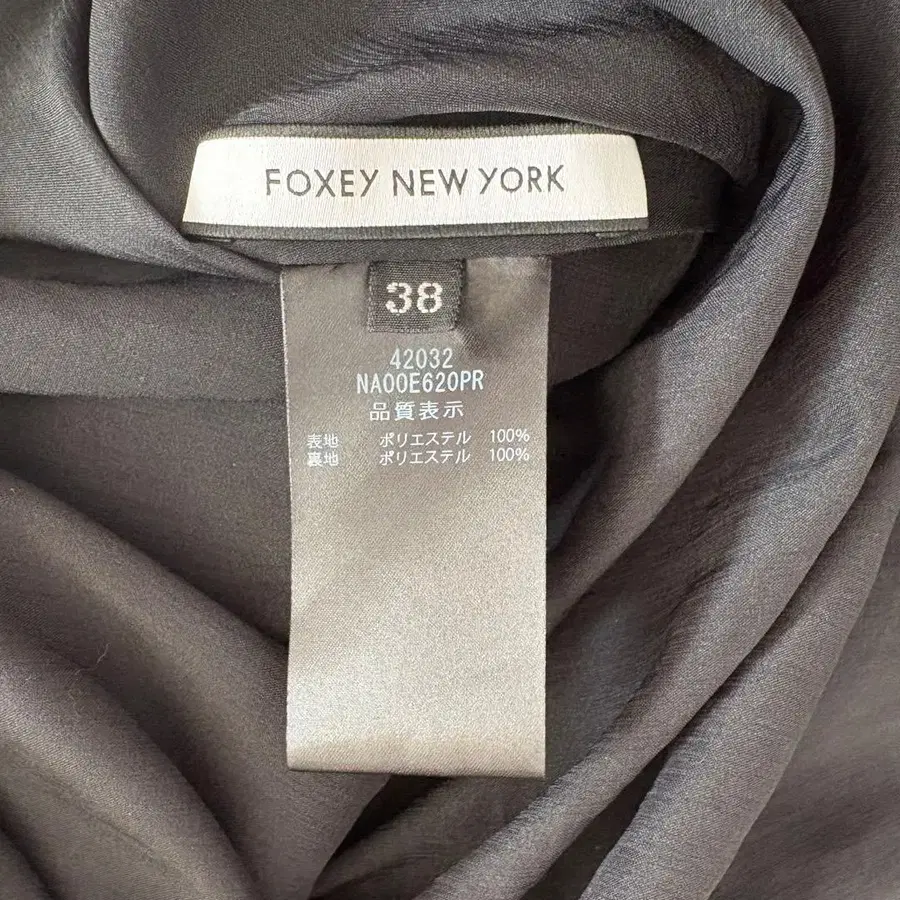 FOXEY NEW YORK
38
42032
NA00E620PR
品質表示
表地 ポリエステル 100%
裏地 ポリエステル 100%